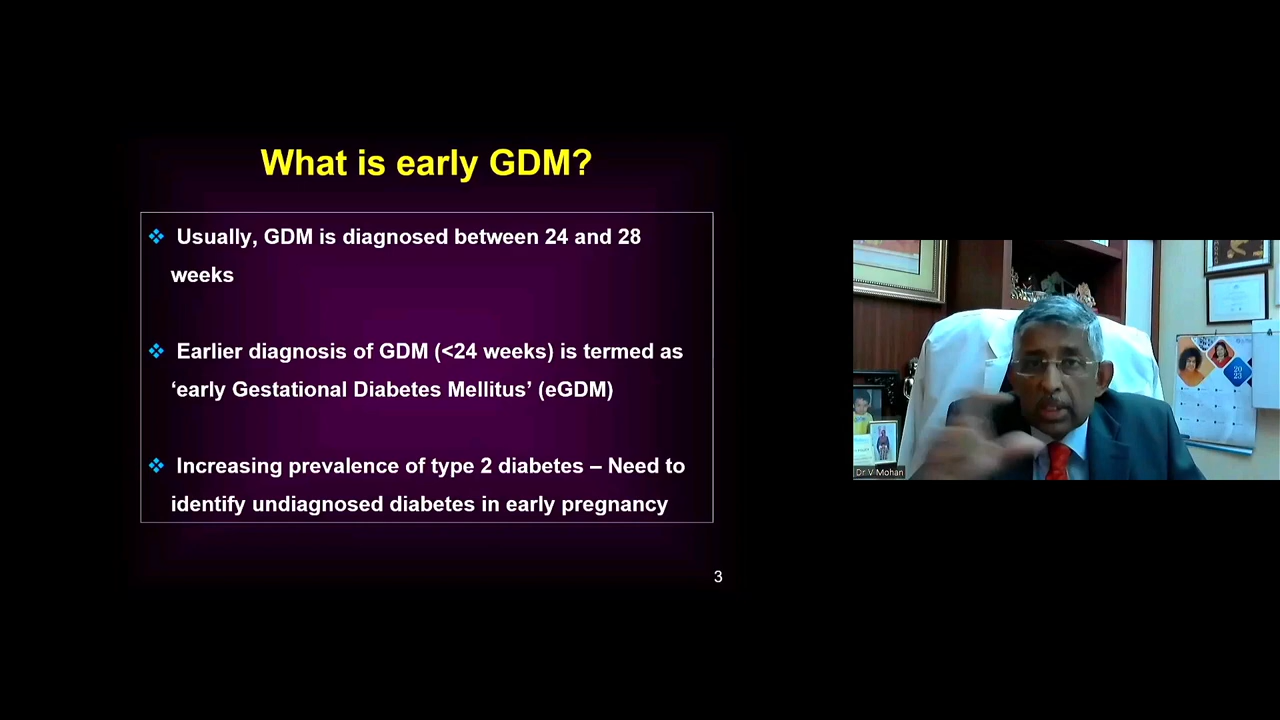 What is early GDM?
Usually, GDM is diagnosed between 24 and 28
weeks
Earlier diagnosis of GDM (<24 weeks) is termed as
‘early Gestational Diabetes Mellitus’ (eGDM)
Increasing prevalence of type 2 diabetes – Need to
identify undiagnosed diabetes in early pregnancy
3
Dr V Mohan
20
23